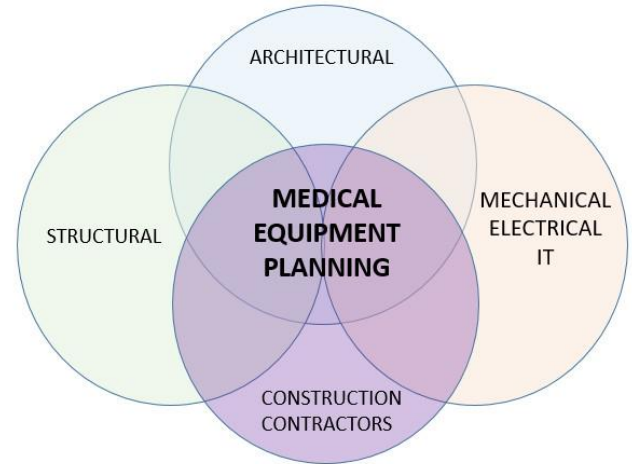 ARCHITECTURAL
MEDICAL
EQUIPMENT
PLANNING
STRUCTURAL
MECHANICAL
ELECTRICAL
IT
CONSTRUCTION
CONTRACTORS